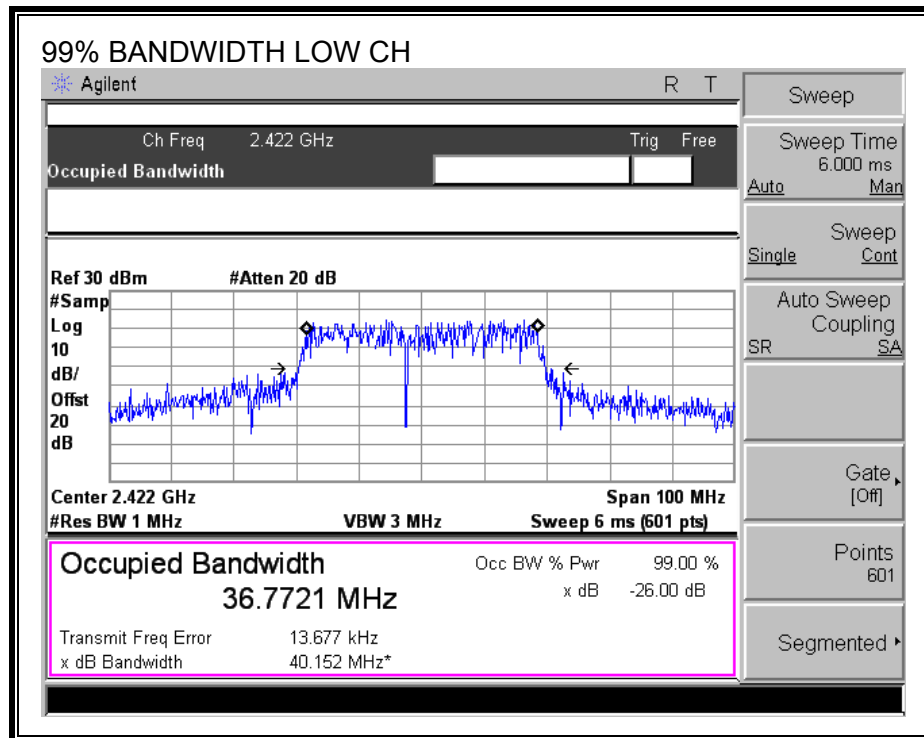 99% BANDWIDTH LOW CH
Agilent R T
Ch Freq 2.422 GHz Trig Free
Occupied Bandwidth
Ref 30 dBm #Atten 20 dB
#Samp
Log
10
dB/
Offst
20
dB
Center 2.422 GHz Span 100 MHz
#Res BW 1 MHz VBW 3 MHz Sweep 6 ms (601 pts)
Occupied Bandwidth
36.7721 MHz
Occ BW % Pwr 99.00 %
x dB -26.00 dB
Transmit Freq Error 13.677 kHz
x dB Bandwidth 40.152 MHz*
Sweep
Sweep Time
6.000 ms
Auto Man
Sweep
Single Cont
Auto Sweep
Coupling
SR SA
Gate
[Off]
Points
601
Segmented